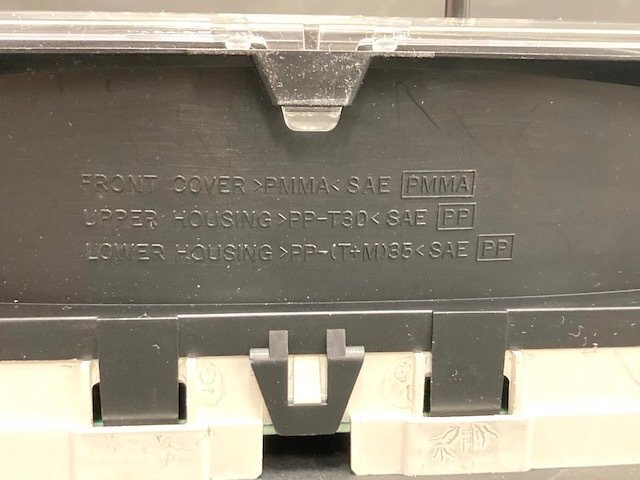 FRONT COVER >PMMA< SAE PMMA
UPPER HOUSING >PP-T30< SAE PP
LOWER HOUSING >PP-(T+M)35< SAE PP